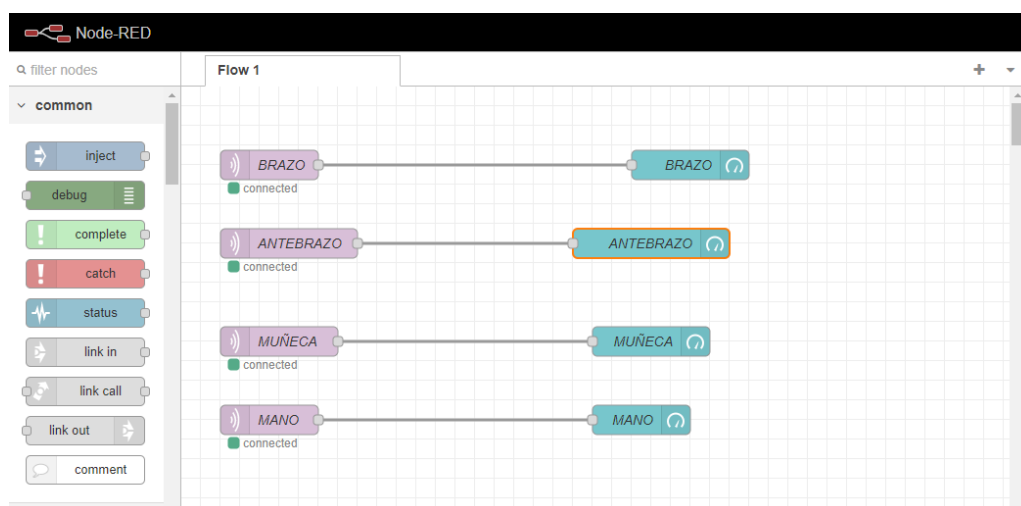 Node-RED
filter nodes
Flow 1
common
inject
BRAZO
BRAZO
connected
debug
complete
ANTEBRAZO
ANTEBRAZO
connected
catch
status
MUÑECA
MUÑECA
link in
connected
link call
MANO
MANO
link out
connected
comment